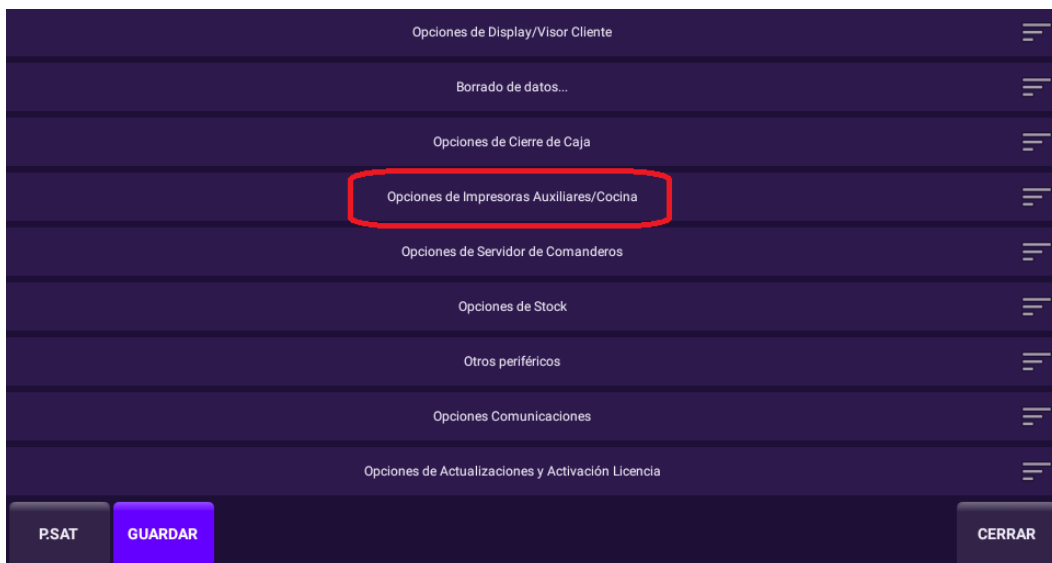 Opciones de Display/Visor Cliente
Borrado de datos...
Opciones de Cierre de Caja
Opciones de Impresoras Auxiliares/Cocina
Opciones de Servidor de Comanderos
Opciones de Stock
Otros periféricos
Opciones Comunicaciones
Opciones de Actualizaciones y Activación Licencia
P.SAT GUARDAR CERRAR